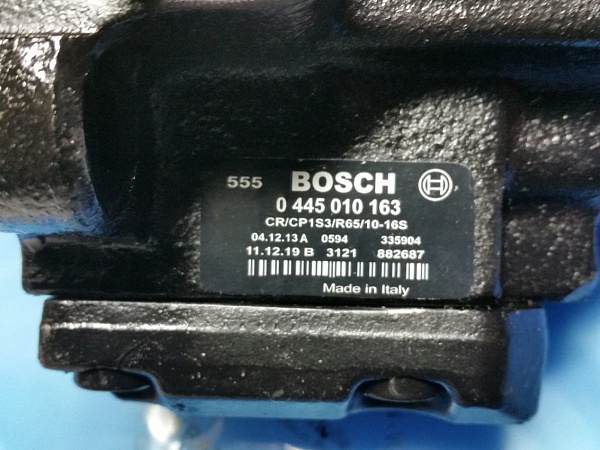 555 BOSCH
0 445 010 163
CR/CP1S3/R65/10-16S
04.12.13 A 0594 335904
11.12.19 B 3121 882687
Made in Italy